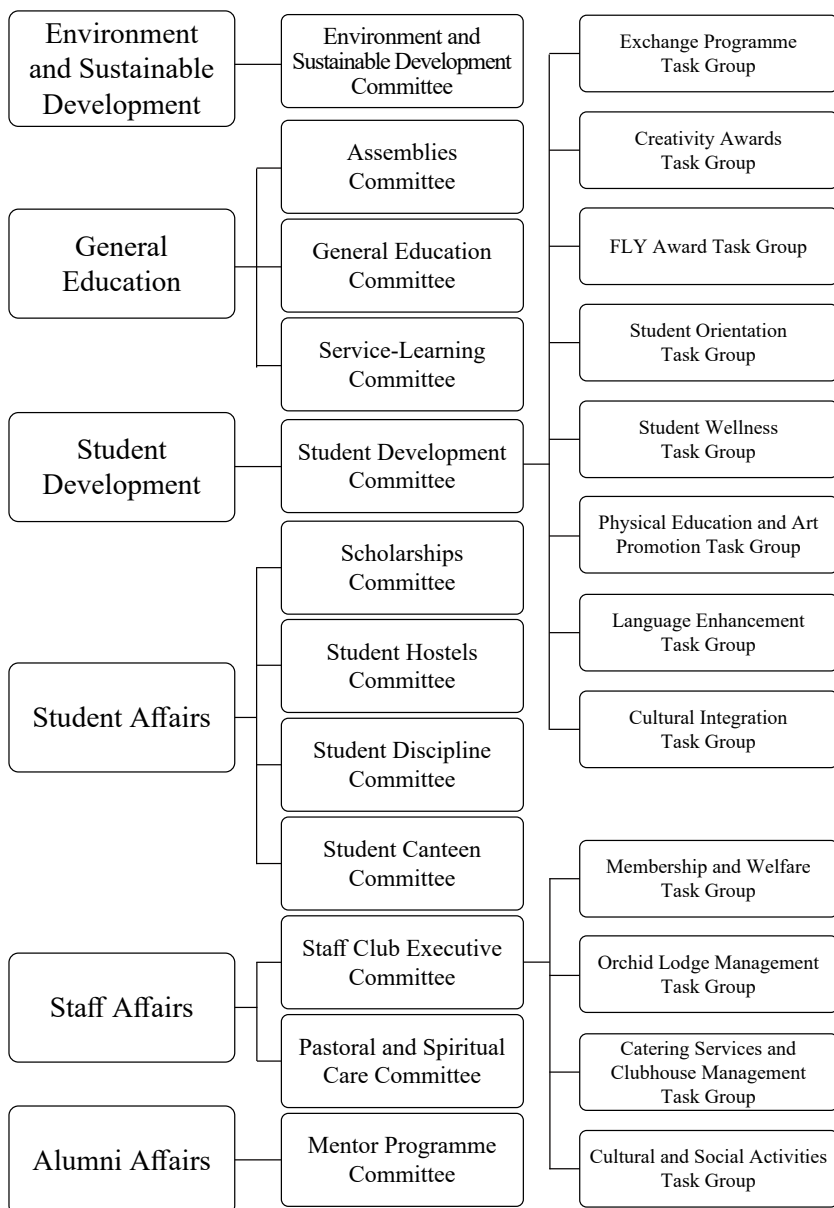 Environment
and Sustainable
Development
Environment and
Sustainable Development
Committee
General
Education
Assemblies
Committee
General Education
Committee
Service-Learning
Committee
Student
Development
Student Development
Committee
Exchange Programme
Task Group
Creativity Awards
Task Group
FLY Award Task Group
Student Orientation
Task Group
Student Wellness
Task Group
Physical Education and Art
Promotion Task Group
Language Enhancement
Task Group
Cultural Integration
Task Group
Student Affairs
Scholarships
Committee
Student Hostels
Committee
Student Discipline
Committee
Student Canteen
Committee
Staff Affairs
Staff Club Executive
Committee
Membership and Welfare
Task Group
Orchid Lodge Management
Task Group
Catering Services and
Clubhouse Management
Task Group
Cultural and Social Activities
Task Group
Pastoral and Spiritual
Care Committee
Alumni Affairs
Mentor Programme
Committee